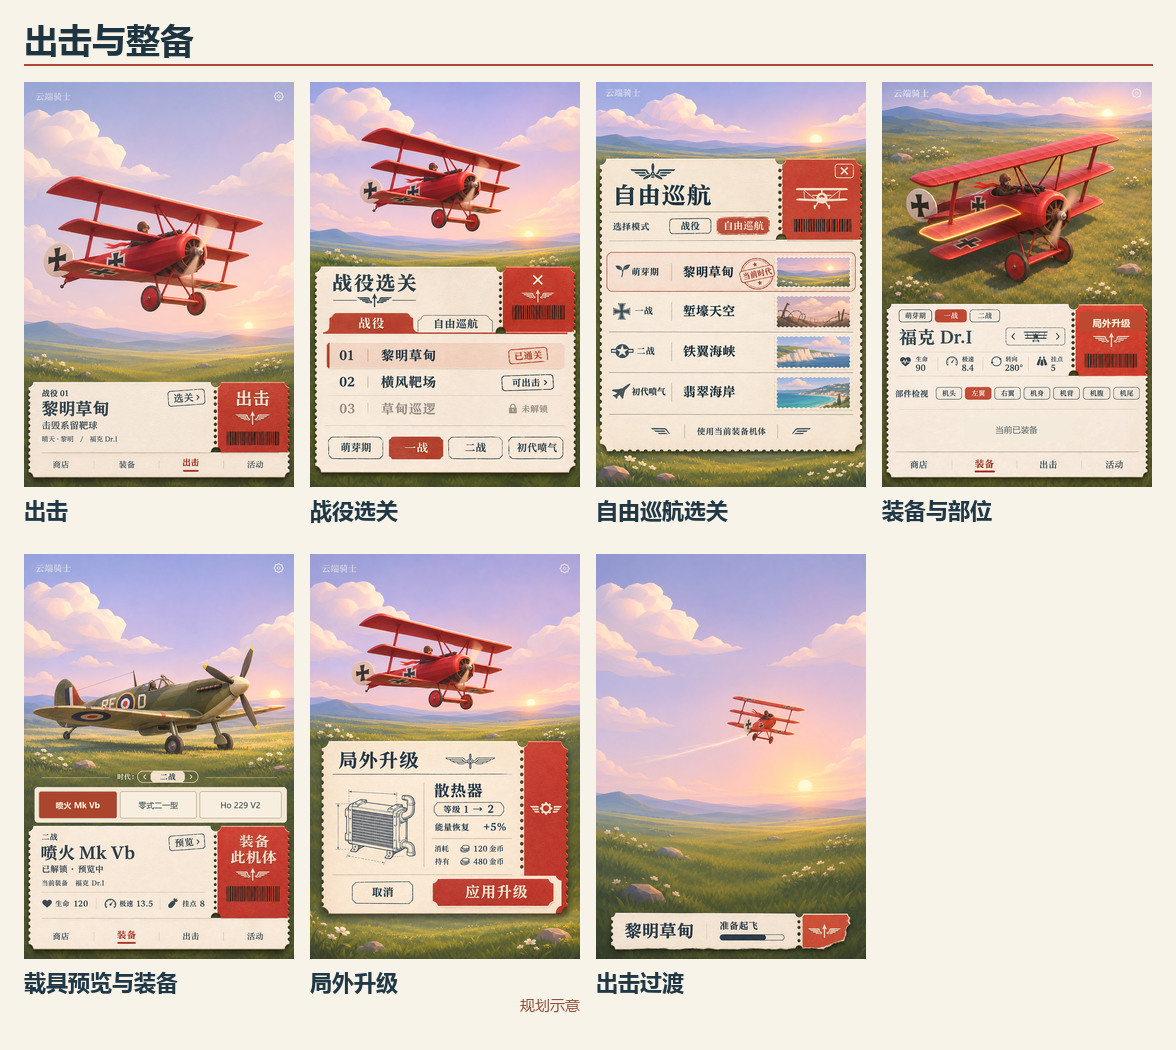 出击与整备
云端骑士
战役 01
黎明草甸
击毁系留靶球
晴天·黎明 / 福克 Dr.I
选关 ›
出击
商店
装备
出击
活动
出击
云端骑士
战役选关
战役
自由巡航
01 黎明草甸 已通关
02 横风靶场 可出击 ›
03 草甸巡逻 未解锁
萌芽期
一战
二战
初代喷气
战役选关
云端骑士
自由巡航
选择模式 战役 自由巡航
萌芽期 黎明草甸 当前时代
一战 堑壕天空
二战 铁翼海峡
初代喷气 翡翠海岸
使用当前装备机体
自由巡航选关
云端骑士
萌芽期 一战 二战
福克 Dr.I
局外升级
生命 90
极速 8.4
转向 280°
挂点 5
部件检视 机头 左翼 右翼 机身 机背 机腹 机尾
当前已装备
商店
装备
出击
活动
装备与部位
云端骑士
RF D
时代: ‹ 二战 ›
喷火 Mk Vb
零式二一型
Ho 229 V2
二战
喷火 Mk Vb
已解锁·预览中
当前装备 福克 Dr.I
预览 ›
装备
此机体
生命 120
极速 13.5
挂点 8
商店
装备
出击
活动
载具预览与装备
云端骑士
局外升级
散热器
等级 1 → 2
能量恢复 +5%
消耗 120 金币
持有 480 金币
取消
应用升级
局外升级
规划示意
黎明草甸
准备起飞
出击过渡